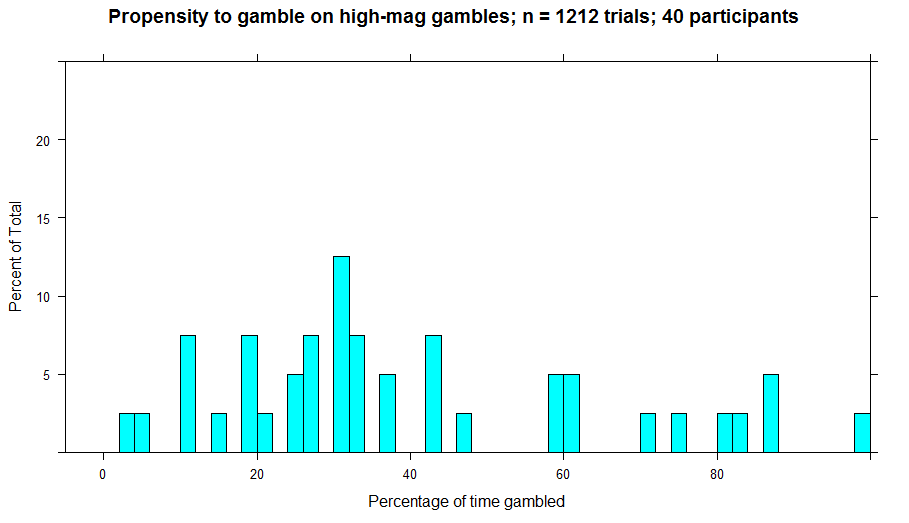 Propensity to gamble on high-mag gambles; n = 1212 trials; 40 participants
Percent of Total
20
15
10
5
0 20 40 60 80
Percentage of time gambled